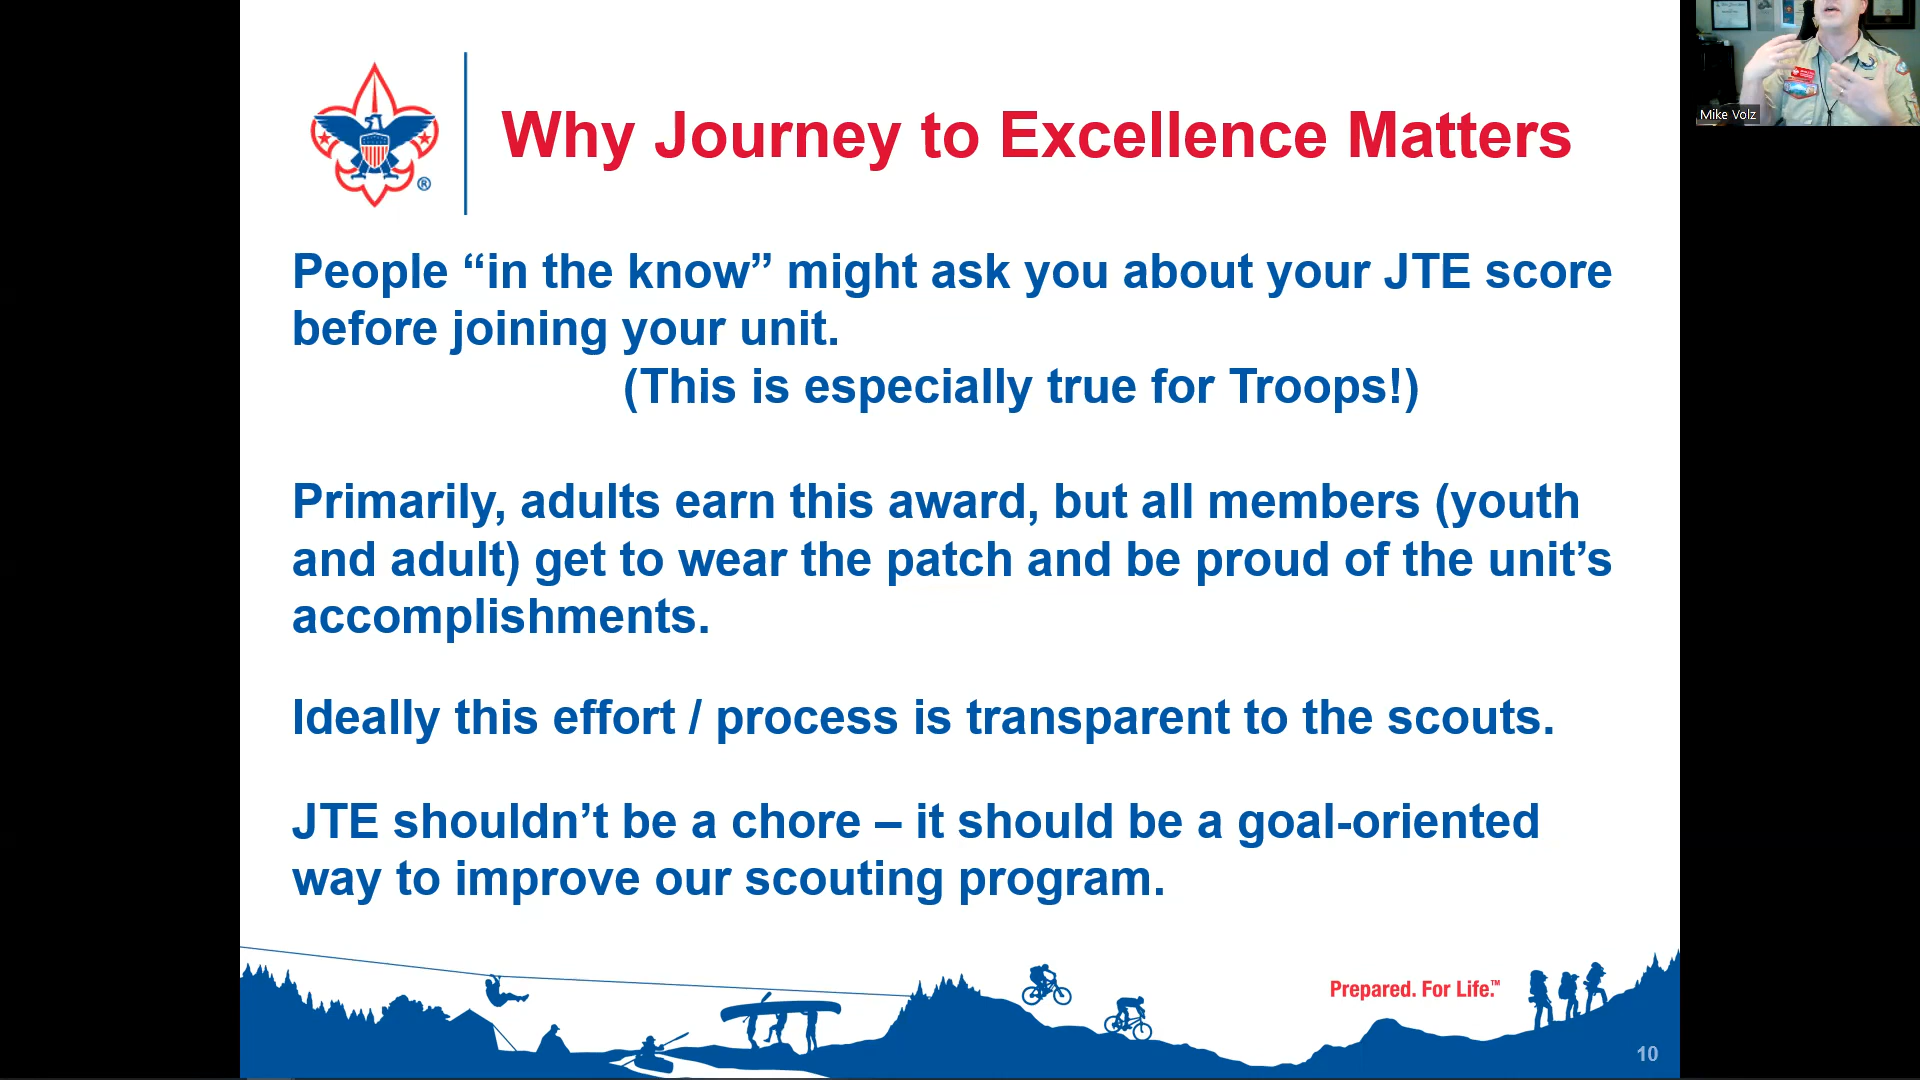 Why Journey to Excellence Matters
Mike Volz
People “in the know” might ask you about your JTE score
before joining your unit.
(This is especially true for Troops!)
Primarily, adults earn this award, but all members (youth
and adult) get to wear the patch and be proud of the unit’s
accomplishments.
Ideally this effort / process is transparent to the scouts.
JTE shouldn’t be a chore – it should be a goal-oriented
way to improve our scouting program.
Prepared. For Life.™
10
®